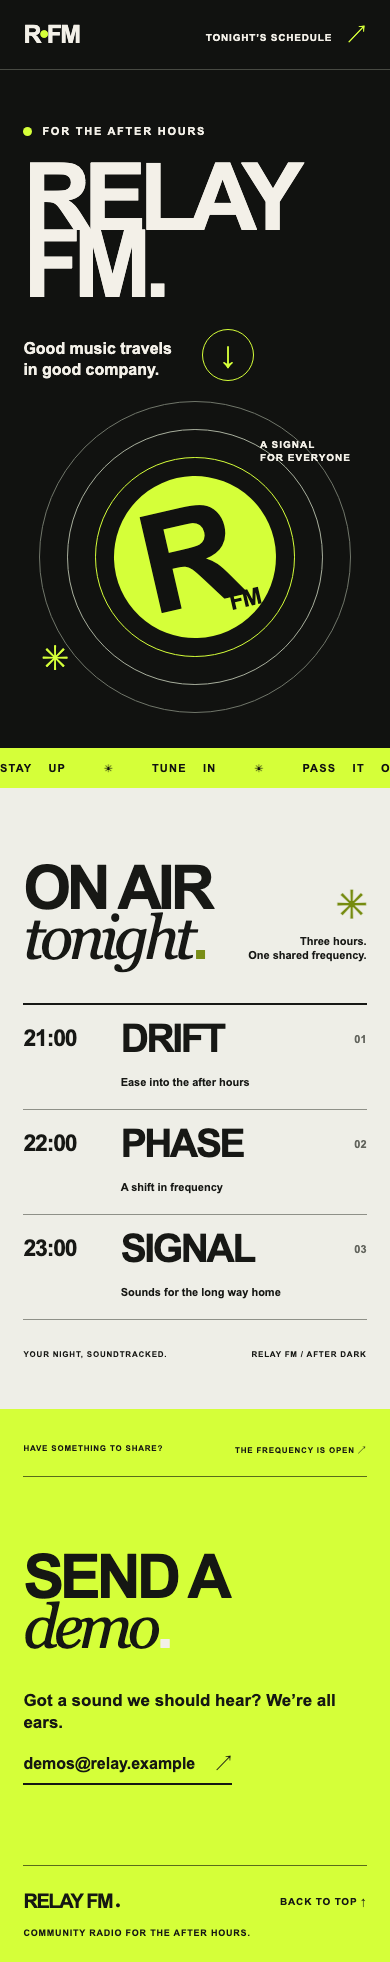 R•FM
TONIGHT'S SCHEDULE ↗
FOR THE AFTER HOURS
RELAY
FM.
Good music travels
in good company.
↓
A SIGNAL
FOR EVERYONE
R
FM
STAY UP ✴ TUNE IN ✴ PASS IT O
ON AIR
tonight
Three hours.
One shared frequency.
21:00 DRIFT 01
Ease into the after hours
22:00 PHASE 02
A shift in frequency
23:00 SIGNAL 03
Sounds for the long way home
YOUR NIGHT, SOUNDTRACKED. RELAY FM / AFTER DARK
HAVE SOMETHING TO SHARE? THE FREQUENCY IS OPEN ↗
SEND A
demo
Got a sound we should hear? We’re all
ears.
demos@relay.example ↗
RELAY FM. BACK TO TOP ↑
COMMUNITY RADIO FOR THE AFTER HOURS.